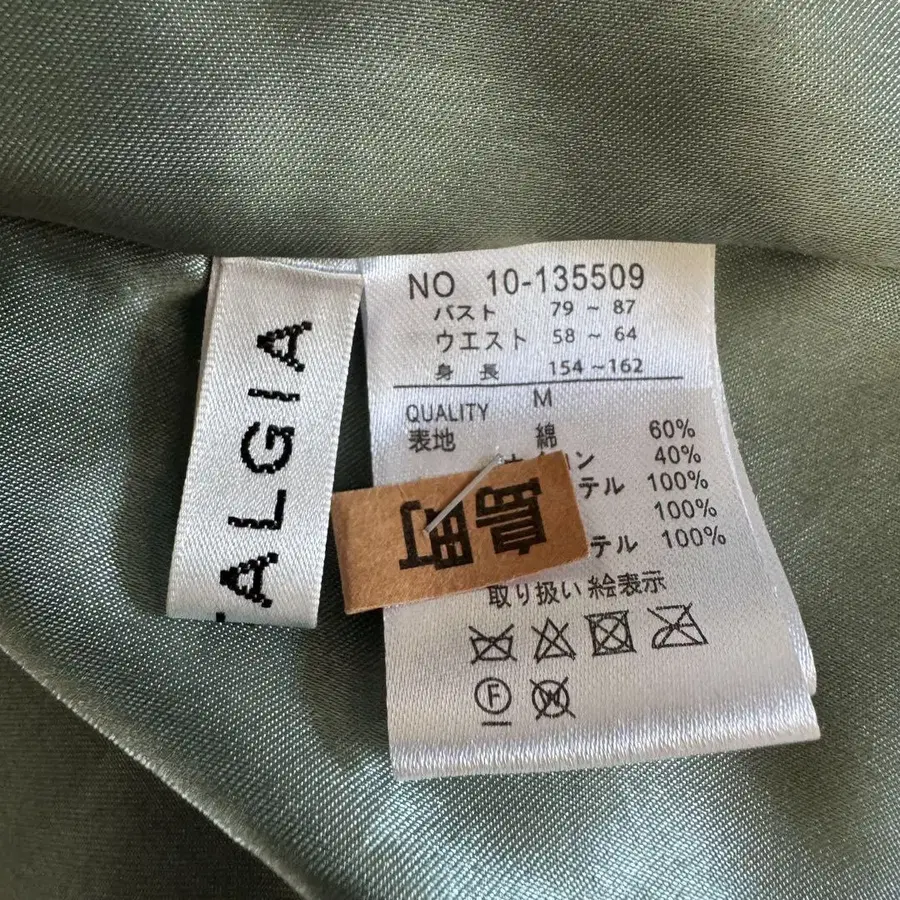 TALGIA
NO 10-135509
バスト 79 ~ 87
ウエスト 58 ~ 64
身長 154 ~ 162
QUALITY M
表地 綿 60%
40%
テル 100%
100%
テル 100%
取り扱い 絵表示
F
W